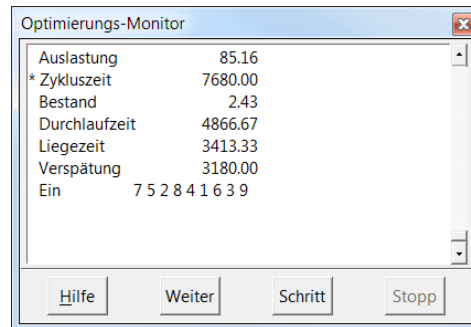 Optimierungs-Monitor
Auslastung 85.16
* Zykluszeit 7680.00
Bestand 2.43
Durchlaufzeit 4866.67
Liegezeit 3413.33
Verspätung 3180.00
Ein 7 5 2 8 4 1 6 3 9
Hilfe Weiter Schritt Stopp